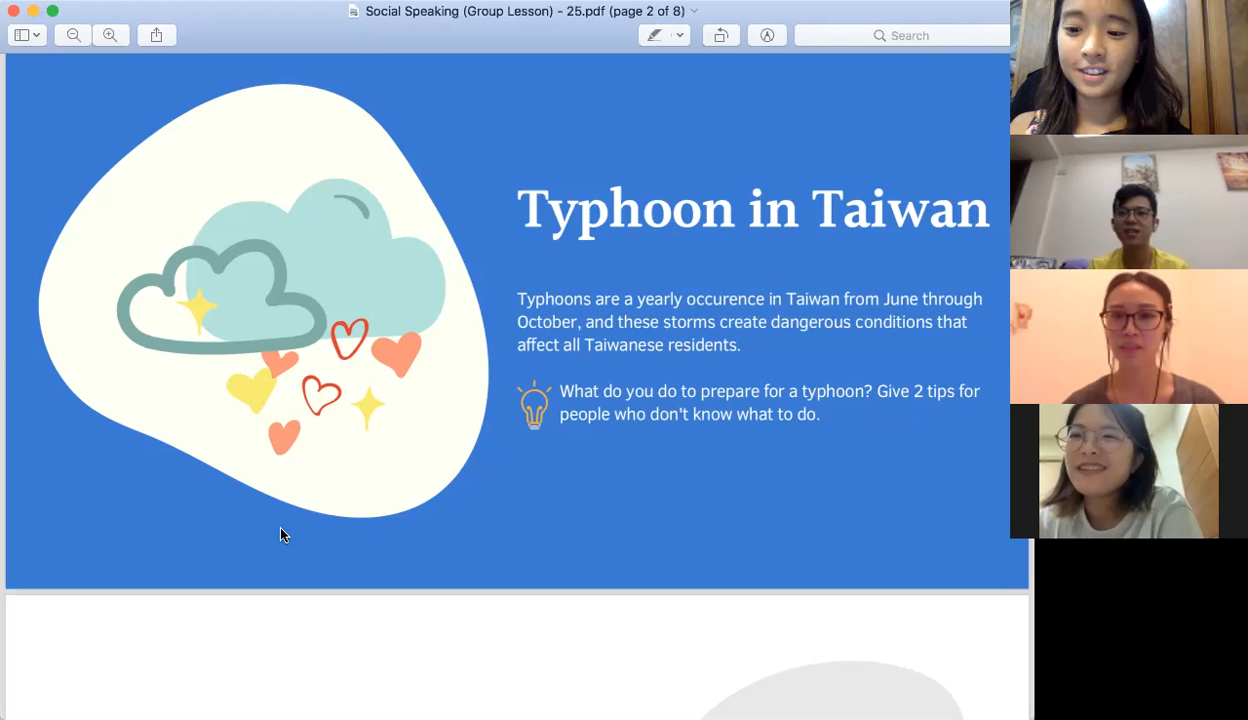 Social Speaking (Group Lesson) - 25.pdf (page 2 of 8)
Search
Typhoon in Taiwan
Typhoons are a yearly occurence in Taiwan from June through
October, and these storms create dangerous conditions that
affect all Taiwanese residents.
What do you do to prepare for a typhoon? Give 2 tips for
people who don't know what to do.